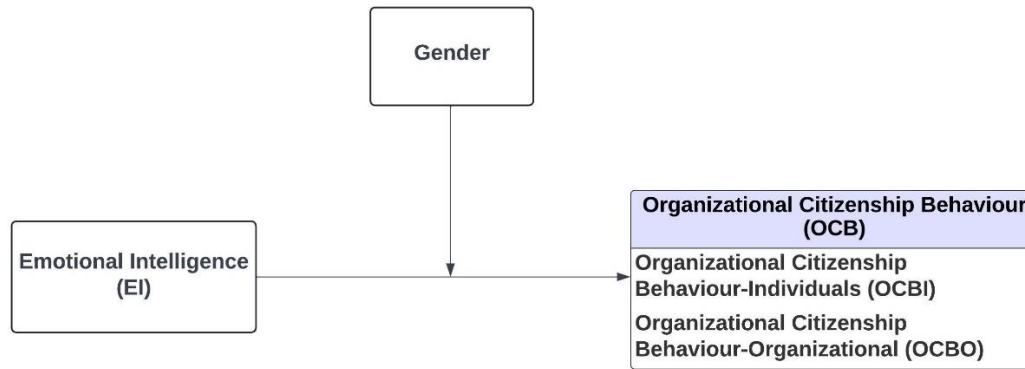 Gender
Organizational Citizenship Behaviour
(OCB)
Emotional Intelligence
(EI)
Organizational Citizenship
Behaviour-Individuals (OCBI)
Organizational Citizenship
Behaviour-Organizational (OCBO)